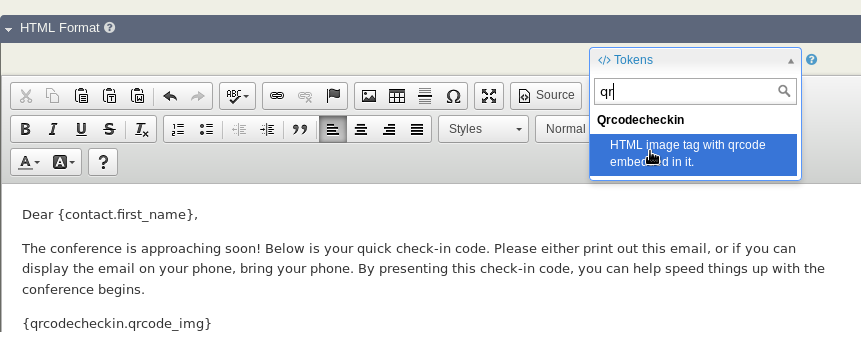 HTML Format
</> Tokens
qr
Source
Qrcodecheckin
HTML image tag with qrcode
embedded in it.
B I U S Ix
Styles
Normal
A A ?
Dear {contact.first_name},
The conference is approaching soon! Below is your quick check-in code. Please either print out this email, or if you can
display the email on your phone, bring your phone. By presenting this check-in code, you can help speed things up with the
conference begins.
{qrcodecheckin.qrcode_img}